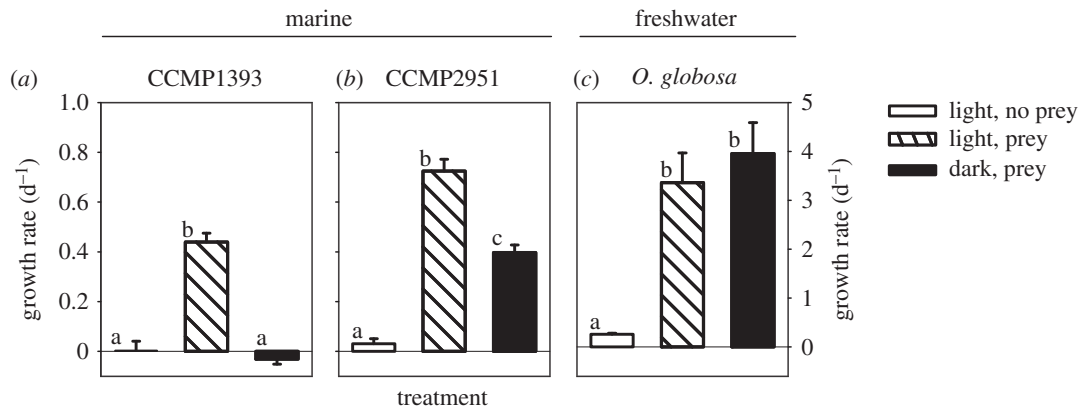 marine
freshwater
(a) CCMP1393
(b) CCMP2951
(c) O. globosa
growth rate (d⁻¹)
1.0
0.8
0.6
0.4
0.2
0
a
b
a
a
b
c
a
b
b
5
4
3
2
1
0
growth rate (d⁻¹)
light, no prey
light, prey
dark, prey
treatment